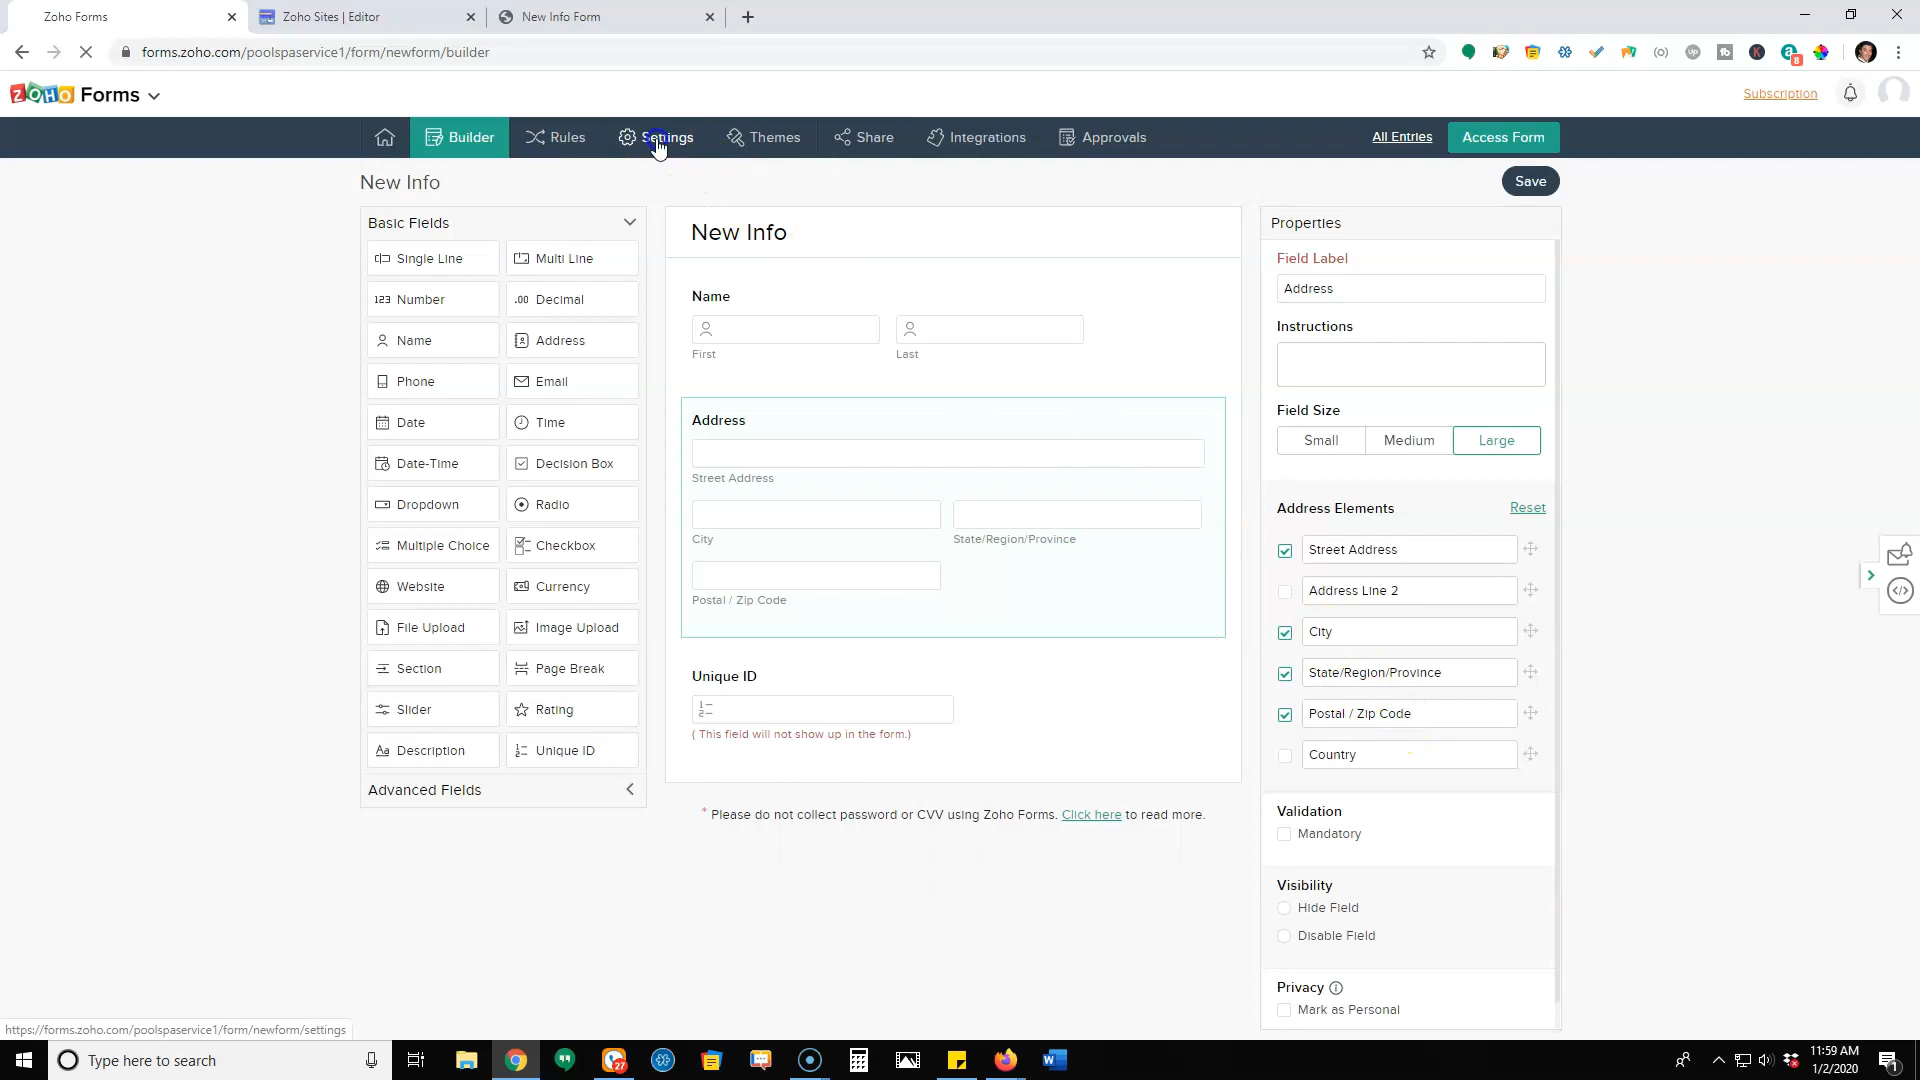 Zoho Forms
Zoho Sites | Editor
New Info Form
forms.zoho.com/poolspaservice1/form/newform/builder
ZOHO Forms
Subscription
Builder
Rules
Settings
Themes
Share
Integrations
Approvals
All Entries
Access Form
New Info
Save
Basic Fields
Single Line
Multi Line
Number
Decimal
Name
Address
Phone
Email
Date
Time
Date-Time
Decision Box
Dropdown
Radio
Multiple Choice
Checkbox
Website
Currency
File Upload
Image Upload
Section
Page Break
Slider
Rating
Description
Unique ID
Advanced Fields
New Info
Name
First
Last
Address
Street Address
City
State/Region/Province
Postal / Zip Code
Unique ID
( This field will not show up in the form.)
* Please do not collect password or CVV using Zoho Forms. Click here to read more.
Properties
Field Label
Address
Instructions
Field Size
Small
Medium
Large
Address Elements
Reset
Street Address
Address Line 2
City
State/Region/Province
Postal / Zip Code
Country
Validation
Mandatory
Visibility
Hide Field
Disable Field
Privacy
Mark as Personal
https://forms.zoho.com/poolspaservice1/form/newform/settings
Type here to search
27
11:59 AM
1/2/2020